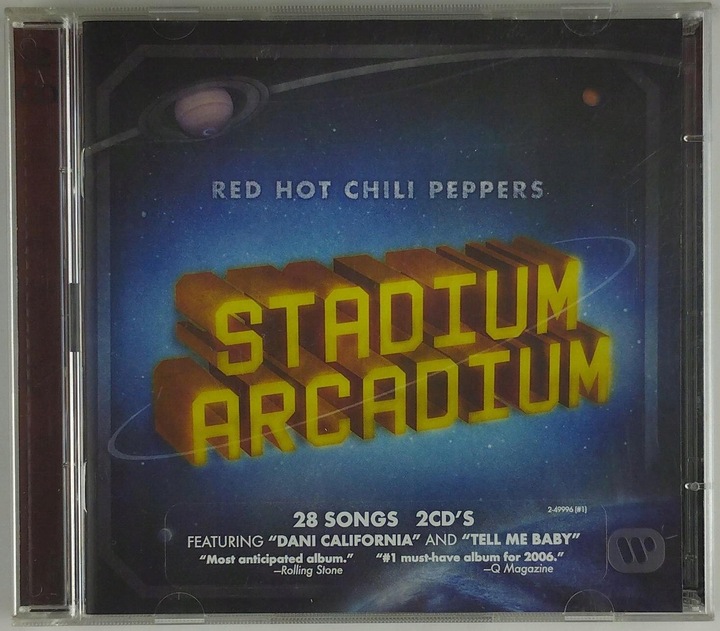 RED HOT CHILI PEPPERS
STADIUM
ARCADIUM
28 SONGS 2CD'S
2-49996 (#1)
FEATURING "DANI CALIFORNIA" AND "TELL ME BABY"
"Most anticipated album." "#1 must-have album for 2006."
—Rolling Stone —Q Magazine